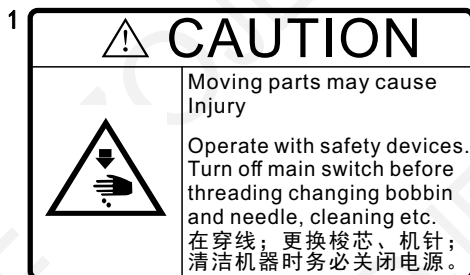 1
CAUTION
Moving parts may cause
Injury
Operate with safety devices.
Turn off main switch before
threading changing bobbin
and needle, cleaning etc.
在穿线；更换梭芯、机针；
清洁机器时务必关闭电源。